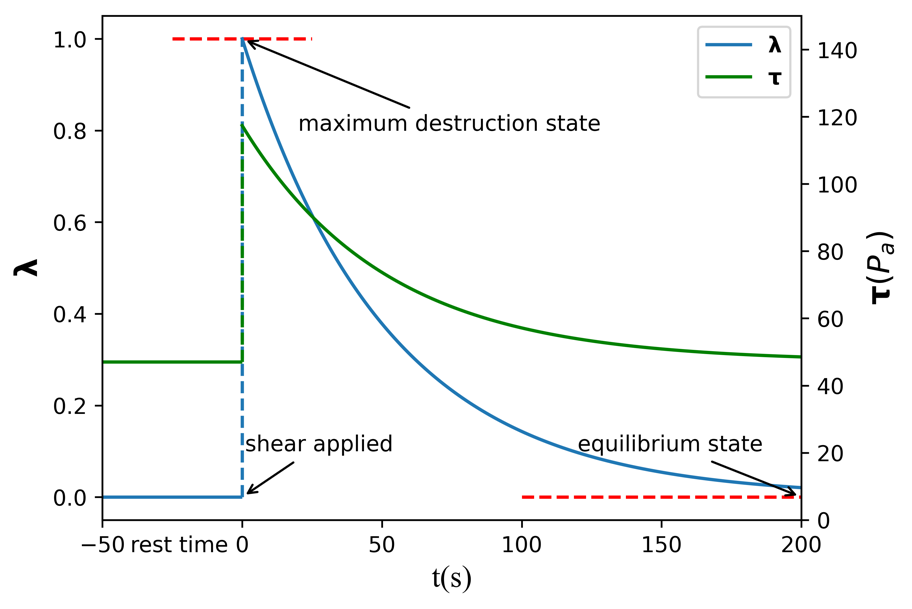 1.0
0.8
0.6
0.4
0.2
0.0
λ
140
120
100
80
60
40
20
0
τ(Pa)
λ
τ
maximum destruction state
shear applied
equilibrium state
−50 rest time 0 50 100 150 200
t(s)